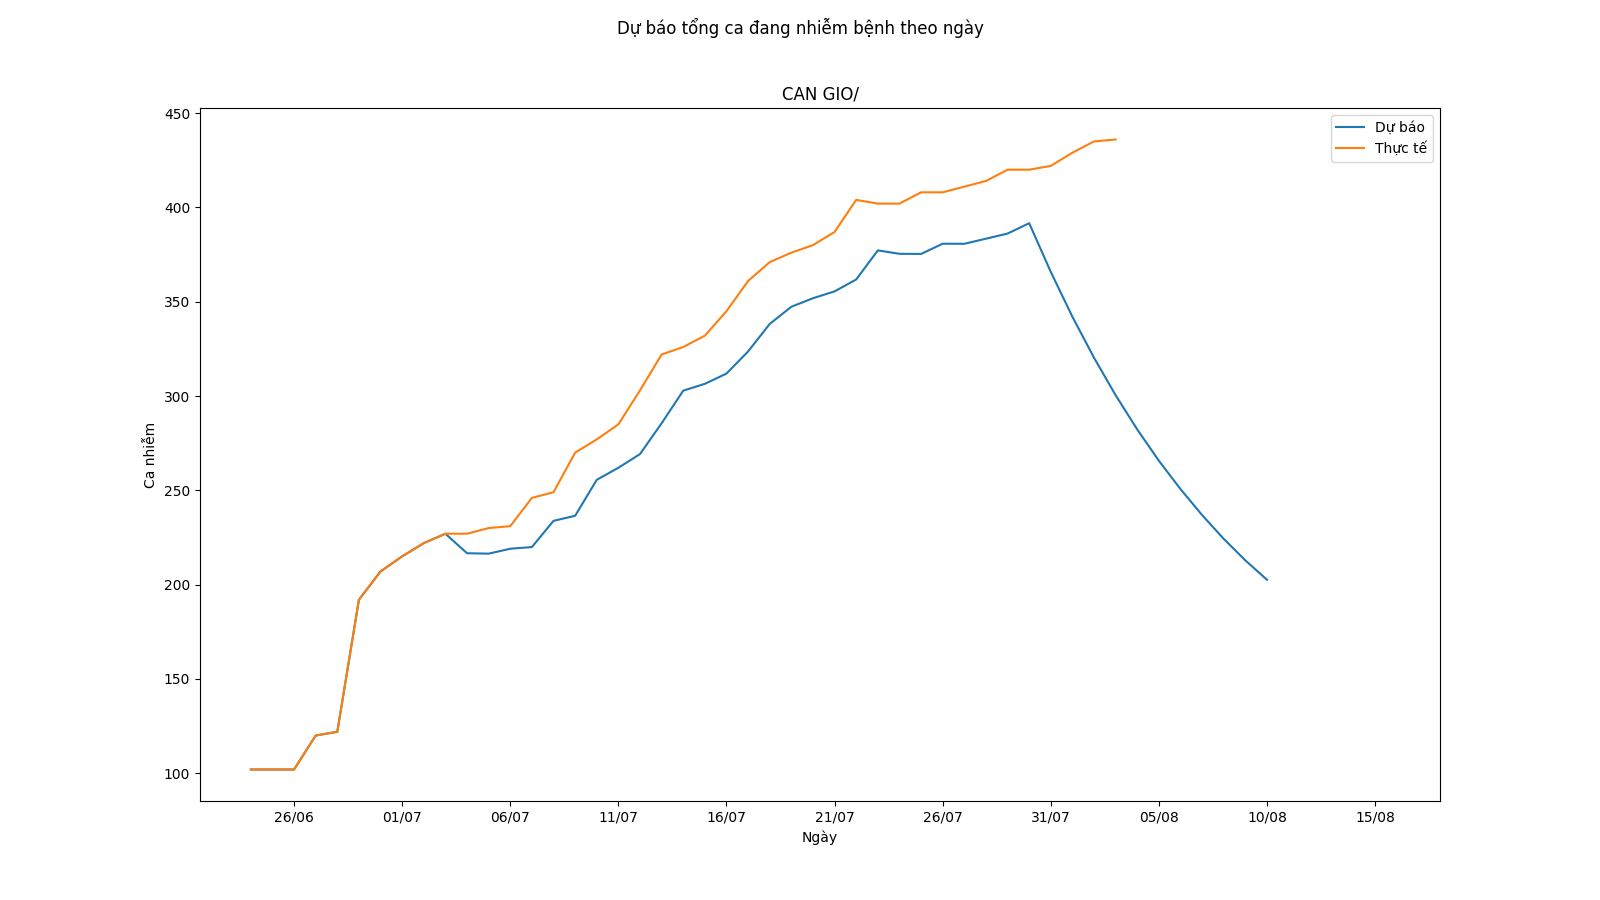 Dự báo tổng ca đang nhiễm bệnh theo ngày
CAN GIO/
Dự báo
Thực tế
450
400
350
300
250
200
150
100
Ca nhiễm
26/06 01/07 06/07 11/07 16/07 21/07 26/07 31/07 05/08 10/08 15/08
Ngày